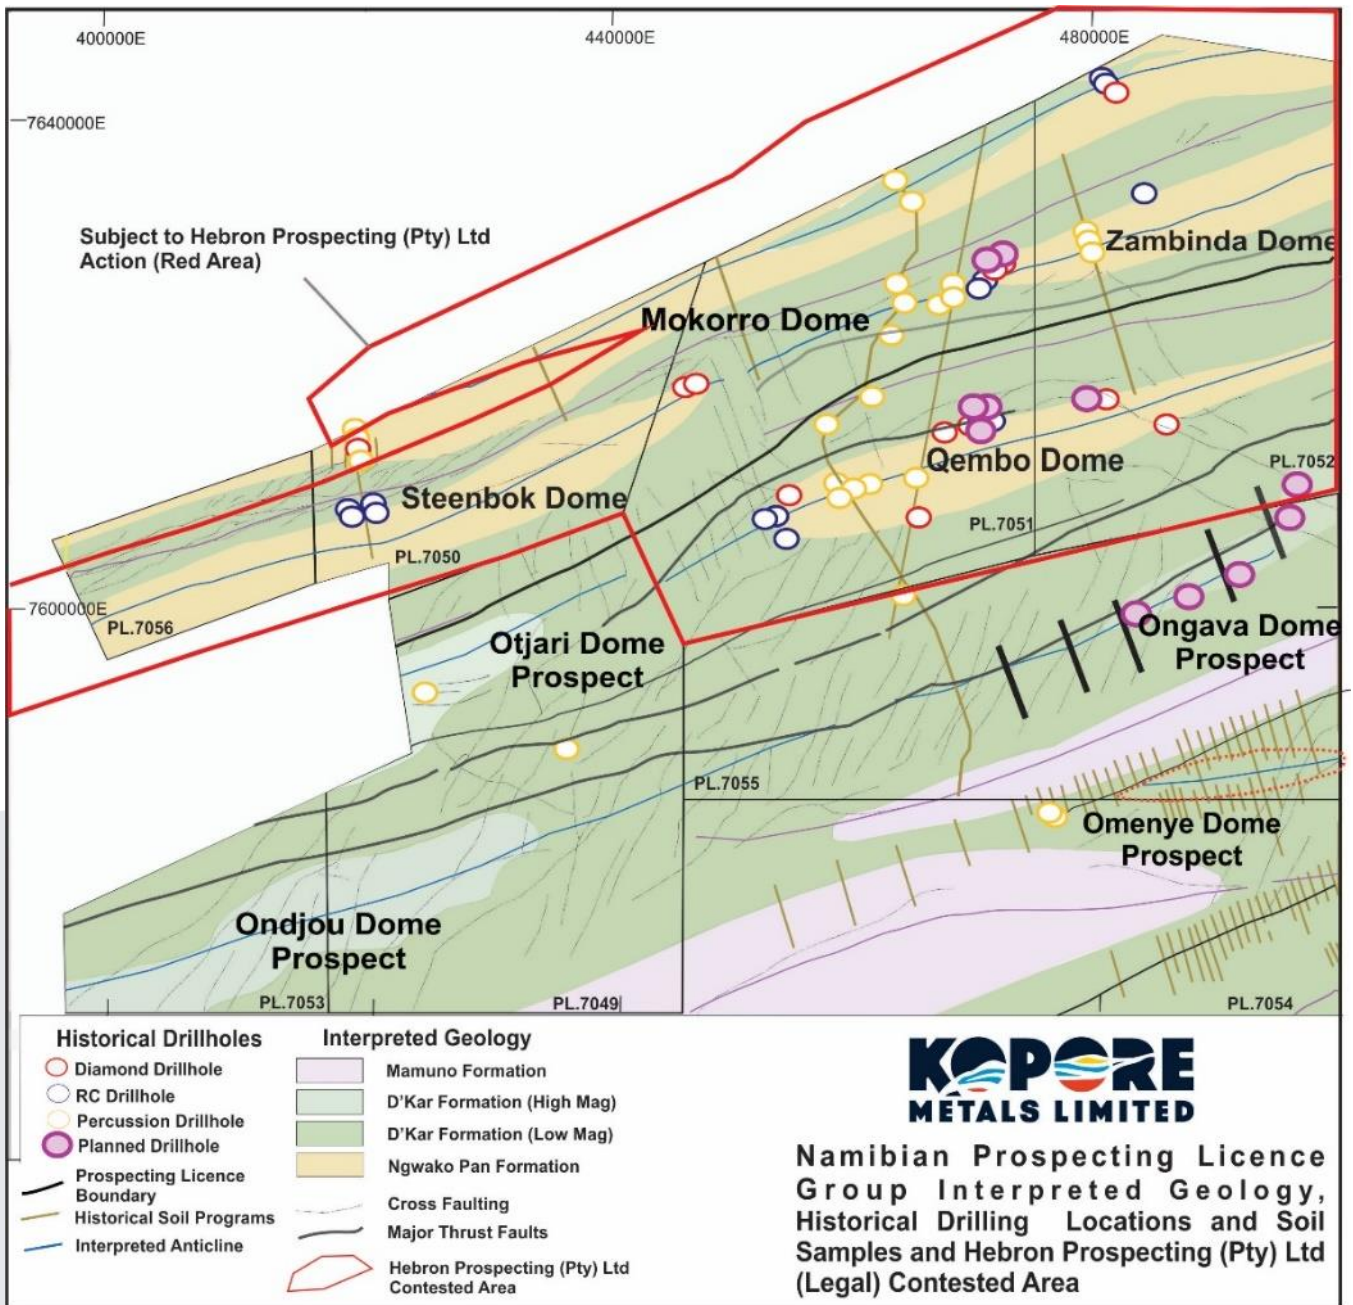 400000E
440000E
480000E
7640000E
Subject to Hebron Prospecting (Pty) Ltd
Action (Red Area)
Zambinda Dome
Mokorro Dome
Qembo Dome
PL.7052
Steenbok Dome
PL.7051
PL.7050
7600000E
PL.7056
Otjari Dome
Prospect
Ongava Dome
Prospect
PL.7055
Omenye Dome
Prospect
Ondjou Dome
Prospect
PL.7053
PL.7049
PL.7054
Historical Drillholes
Diamond Drillhole
RC Drillhole
Percussion Drillhole
Planned Drillhole
Prospecting Licence
Boundary
Historical Soil Programs
Interpreted Anticline
Interpreted Geology
Mamuno Formation
D'Kar Formation (High Mag)
D'Kar Formation (Low Mag)
Ngwako Pan Formation
Cross Faulting
Major Thrust Faults
Hebron Prospecting (Pty) Ltd
Contested Area
KOPORE
METALS LIMITED
Namibian Prospecting Licence
Group Interpreted Geology,
Historical Drilling Locations and Soil
Samples and Hebron Prospecting (Pty) Ltd
(Legal) Contested Area